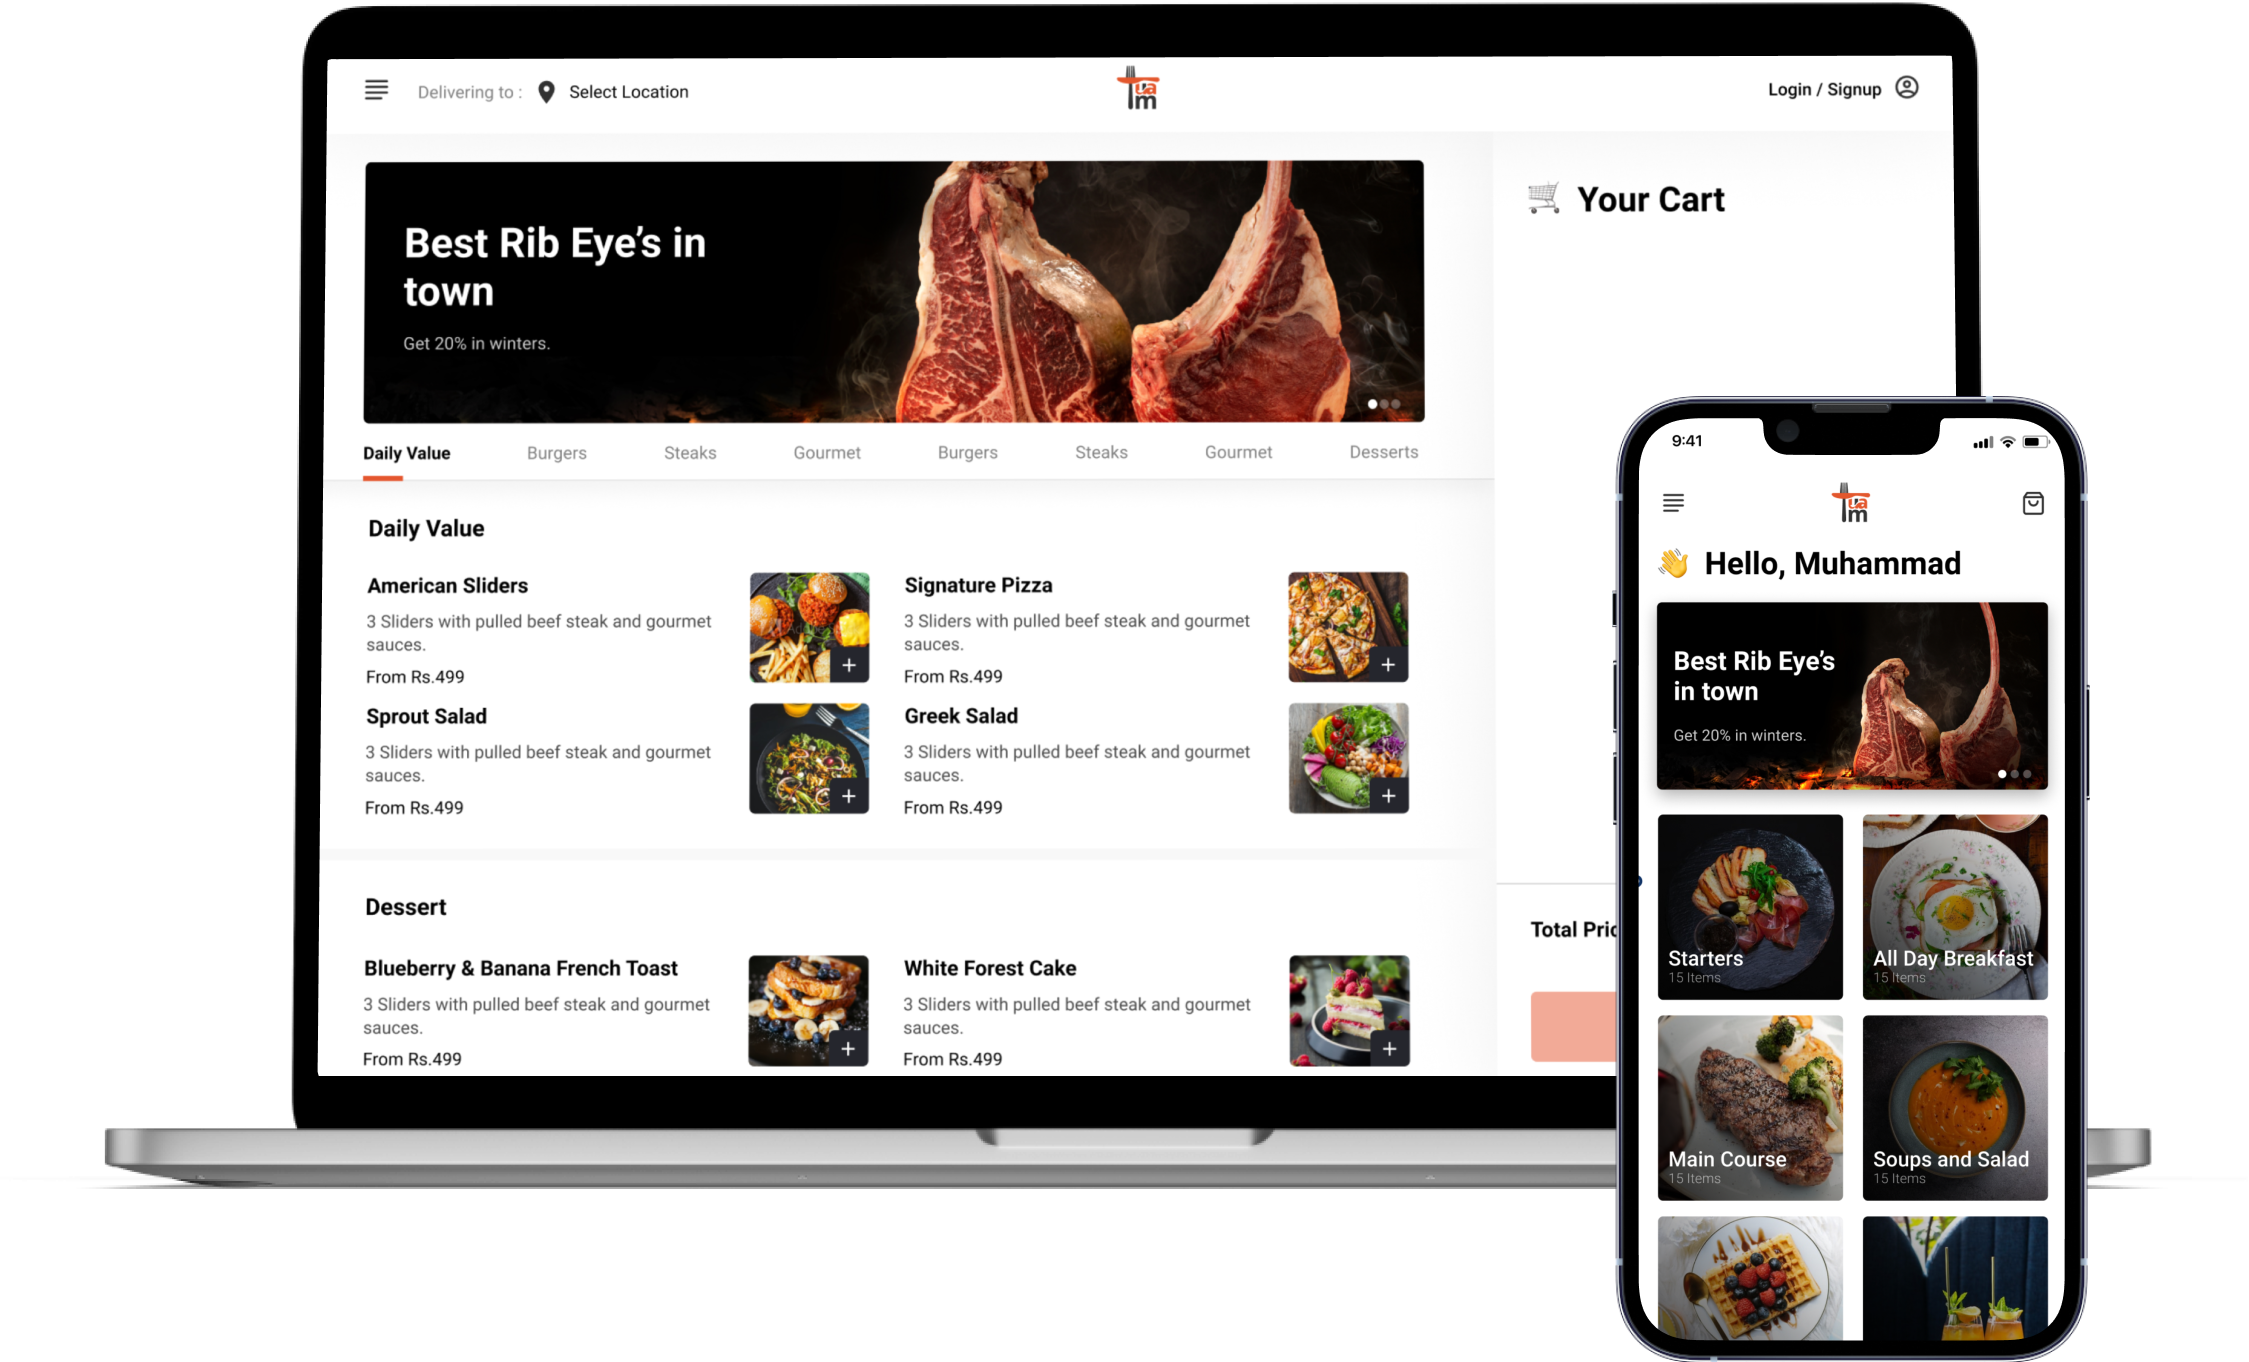 Delivering to :
Select Location
Tuam
Login / Signup
Best Rib Eye’s in
town
Get 20% in winters.
Your Cart
Daily Value
Burgers
Steaks
Gourmet
Burgers
Steaks
Gourmet
Desserts
Daily Value
American Sliders
3 Sliders with pulled beef steak and gourmet
sauces.
From Rs.499
Signature Pizza
3 Sliders with pulled beef steak and gourmet
sauces.
From Rs.499
Sprout Salad
3 Sliders with pulled beef steak and gourmet
sauces.
From Rs.499
Greek Salad
3 Sliders with pulled beef steak and gourmet
sauces.
From Rs.499
Dessert
Blueberry & Banana French Toast
3 Sliders with pulled beef steak and gourmet
sauces.
From Rs.499
White Forest Cake
3 Sliders with pulled beef steak and gourmet
sauces.
From Rs.499
Total
9:41
Tuam
Hello, Muhammad
Best Rib Eye’s
in town
Get 20% in winters.
Starters
15 Items
All Day Breakfast
15 Items
Main Course
15 Items
Soups and Salad
15 Items